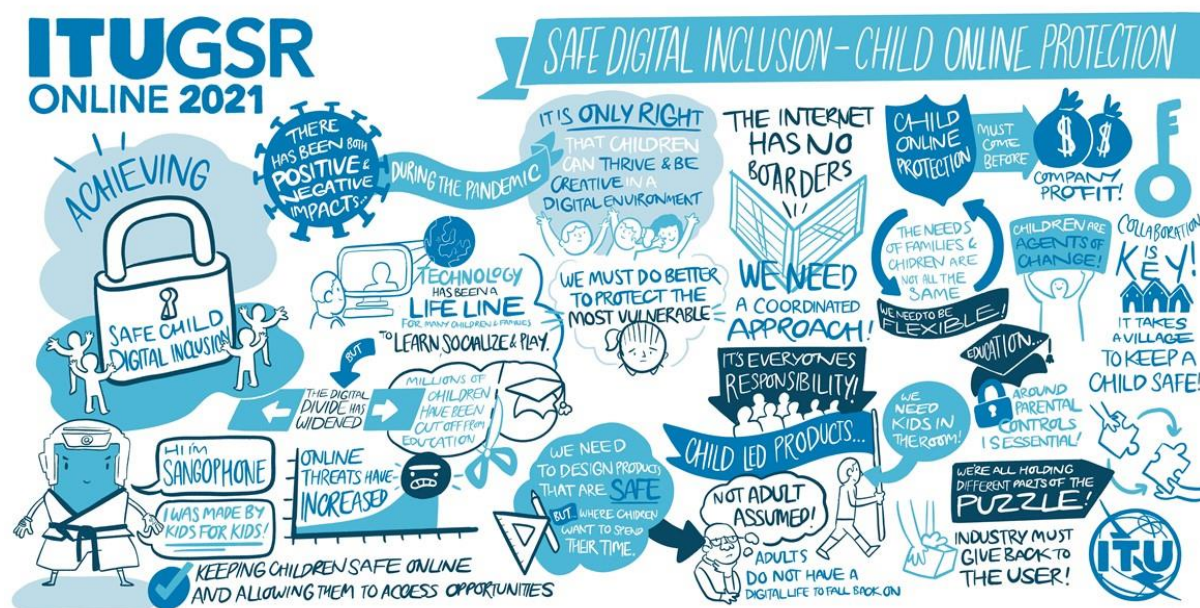 ITUGSR
ONLINE 2021
SAFE DIGITAL INCLUSION - CHILD ONLINE PROTECTION
ACHIEVING
SAFE CHILD
DIGITAL INCLUSION
THERE
HAS BEEN BOTH
POSITIVE &
NEGATIVE
IMPACTS...
DURING THE PANDEMIC
IT IS ONLY RIGHT
THAT CHILDREN
CAN THRIVE & BE
CREATIVE IN A
DIGITAL ENVIRONMENT
THE INTERNET
HAS NO
BOARDERS
CHILD
ONLINE
PROTECTION
MUST
COME
BEFORE
$ $
COMPANY
PROFIT!
TECHNOLOGY
HAS BEEN A
LIFE LINE
FOR MANY CHILDREN & FAMILIES
TO LEARN, SOCIALIZE & PLAY.
BUT
THE DIGITAL
DIVIDE HAS
WIDENED
MILLIONS OF
CHILDREN
HAVE BEEN
CUT OFF FROM
EDUCATION
WE MUST DO BETTER
TO PROTECT THE
MOST VULNERABLE
WE NEED
A COORDINATED
APPROACH!
IT'S EVERYONES
RESPONSIBILITY!
THE NEEDS
OF FAMILIES &
CHIDREN ARE
NOT ALL THE
SAME
WE NEED TO BE
FLEXIBLE!
CHILDREN ARE
AGENTS OF
CHANGE!
COLLABORATION
IS
KEY!
IT TAKES
A VILLAGE
TO KEEP A
CHILD SAFE!
EDUCATION...
AROUND
PARENTAL
CONTROLS
IS ESSENTIAL!
HI I'M
SANGOPHONE
I WAS MADE BY
KIDS FOR KIDS!
ONLINE
THREATS HAVE
INCREASED
KEEPING CHILDREN SAFE ONLINE
AND ALLOWING THEM TO ACCESS OPPORTUNITIES
WE NEED
TO DESIGN PRODUCTS
THAT ARE SAFE
BUT... WHERE CHILDREN
WANT TO SPEND
THEIR TIME.
CHILD LED PRODUCTS...
NOT ADULT
ASSUMED!
ADULTS
DO NOT HAVE A
DIGITAL LIFE TO FALL BACK ON
WE
NEED
KIDS IN
THE ROOM!
WE'RE ALL HOLDING
DIFFERENT PARTS OF THE
PUZZLE!
INDUSTRY MUST
GIVE BACK TO
THE USER!
ITU